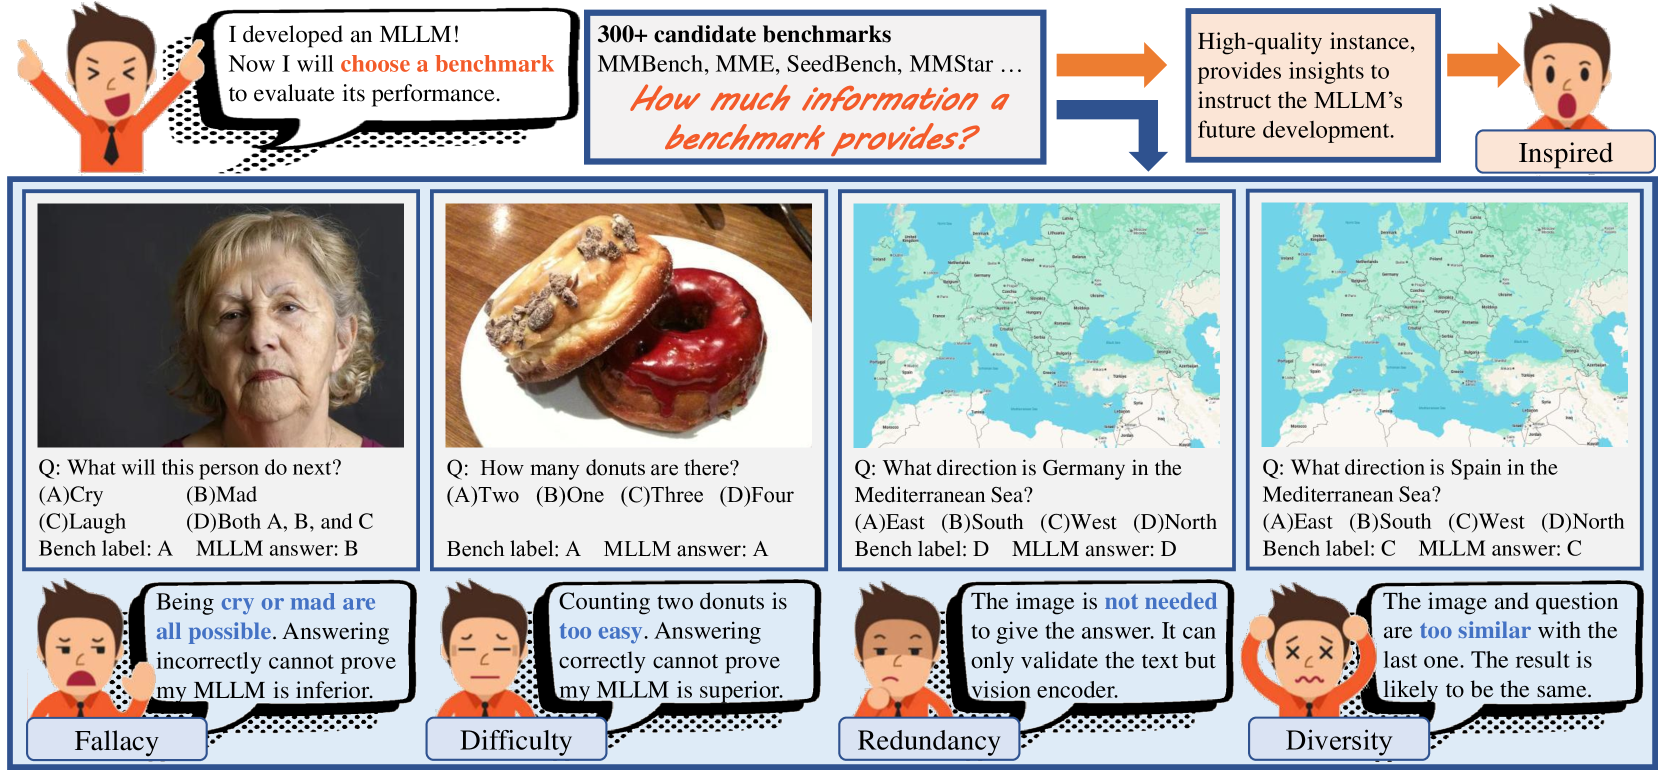 I developed an MLLM!
Now I will choose a benchmark
to evaluate its performance.
300+ candidate benchmarks
MMBench, MME, SeedBench, MMStar …
How much information a
benchmark provides?
High-quality instance,
provides insights to
instruct the MLLM's
future development.
Inspired
Q: What will this person do next?
(A)Cry (B)Mad
(C)Laugh (D)Both A, B, and C
Bench label: A MLLM answer: B
Q: How many donuts are there?
(A)Two (B)One (C)Three (D)Four
Bench label: A MLLM answer: A
Q: What direction is Germany in the
Mediterranean Sea?
(A)East (B)South (C)West (D)North
Bench label: D MLLM answer: D
Q: What direction is Spain in the
Mediterranean Sea?
(A)East (B)South (C)West (D)North
Bench label: C MLLM answer: C
Being cry or mad are
all possible. Answering
incorrectly cannot prove
my MLLM is inferior.
Fallacy
Counting two donuts is
too easy. Answering
correctly cannot prove
my MLLM is superior.
Difficulty
The image is not needed
to give the answer. It can
only validate the text but
vision encoder.
Redundancy
The image and question
are too similar with the
last one. The result is
likely to be the same.
Diversity